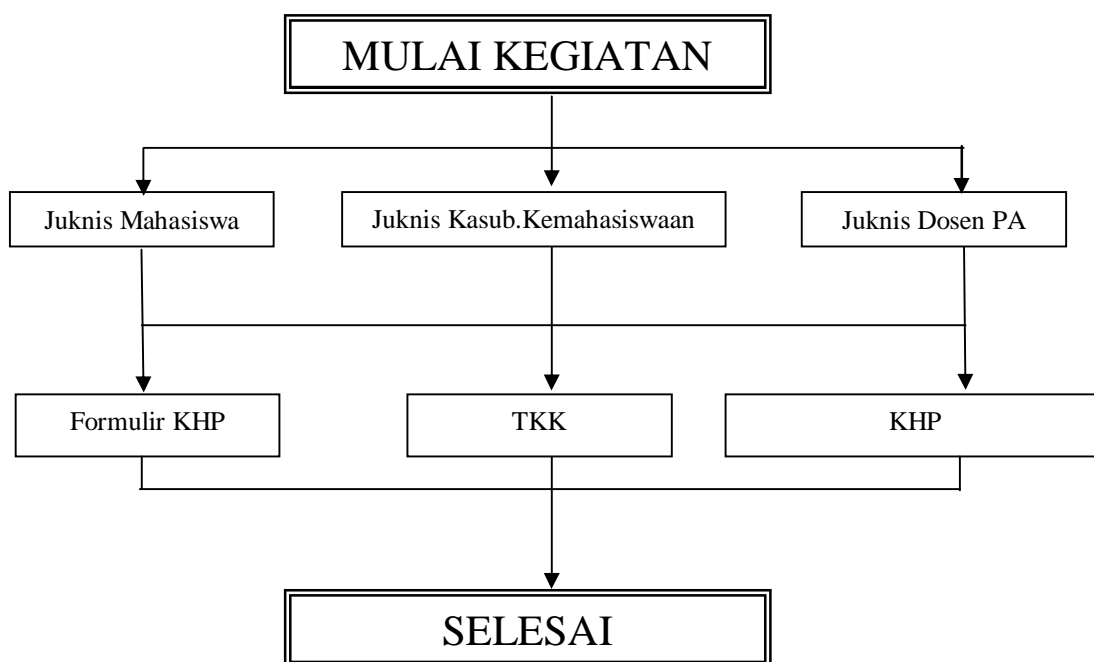 MULAI KEGIATAN
Juknis Mahasiswa
Juknis Kasub.Kemahasiswaan
Juknis Dosen PA
Formulir KHP
TKK
KHP
SELESAI